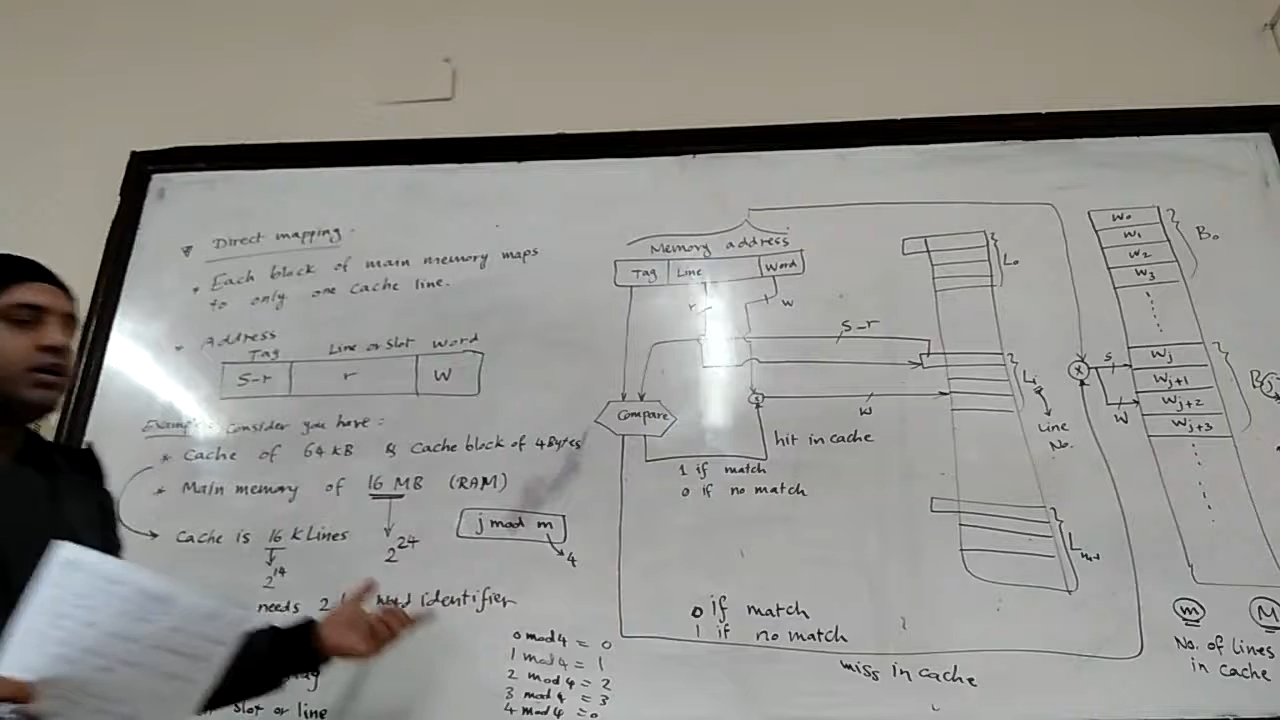 Direct mapping.
* Each block of main memory maps
to only one cache line.
* Address
Tag Line or Slot Word
S-r r W
Example: Consider you have:
* Cache of 64 kB & Cache block of 4 Bytes
* Main memory of 16 MB (RAM)
Cache is 16 k Lines
2^14
2^24
j mod m
4
needs 2 identifier
0 mod 4 = 0
1 mod 4 = 1
2 mod 4 = 2
3 mod 4 = 3
4 mod 4 = 0
slot or line
Memory address
Tag Line Word
r
W
S-r
W
Compare
1 if match
0 if no match
hit in cache
0 if match
1 if no match
miss in cache
L0
Li
Line
No.
Lm-1
X
S
W
W0
W1
W2
W3
B0
Wj
Wj+1
Wj+2
Wj+3
Bj
m
M
No. of lines
in cache